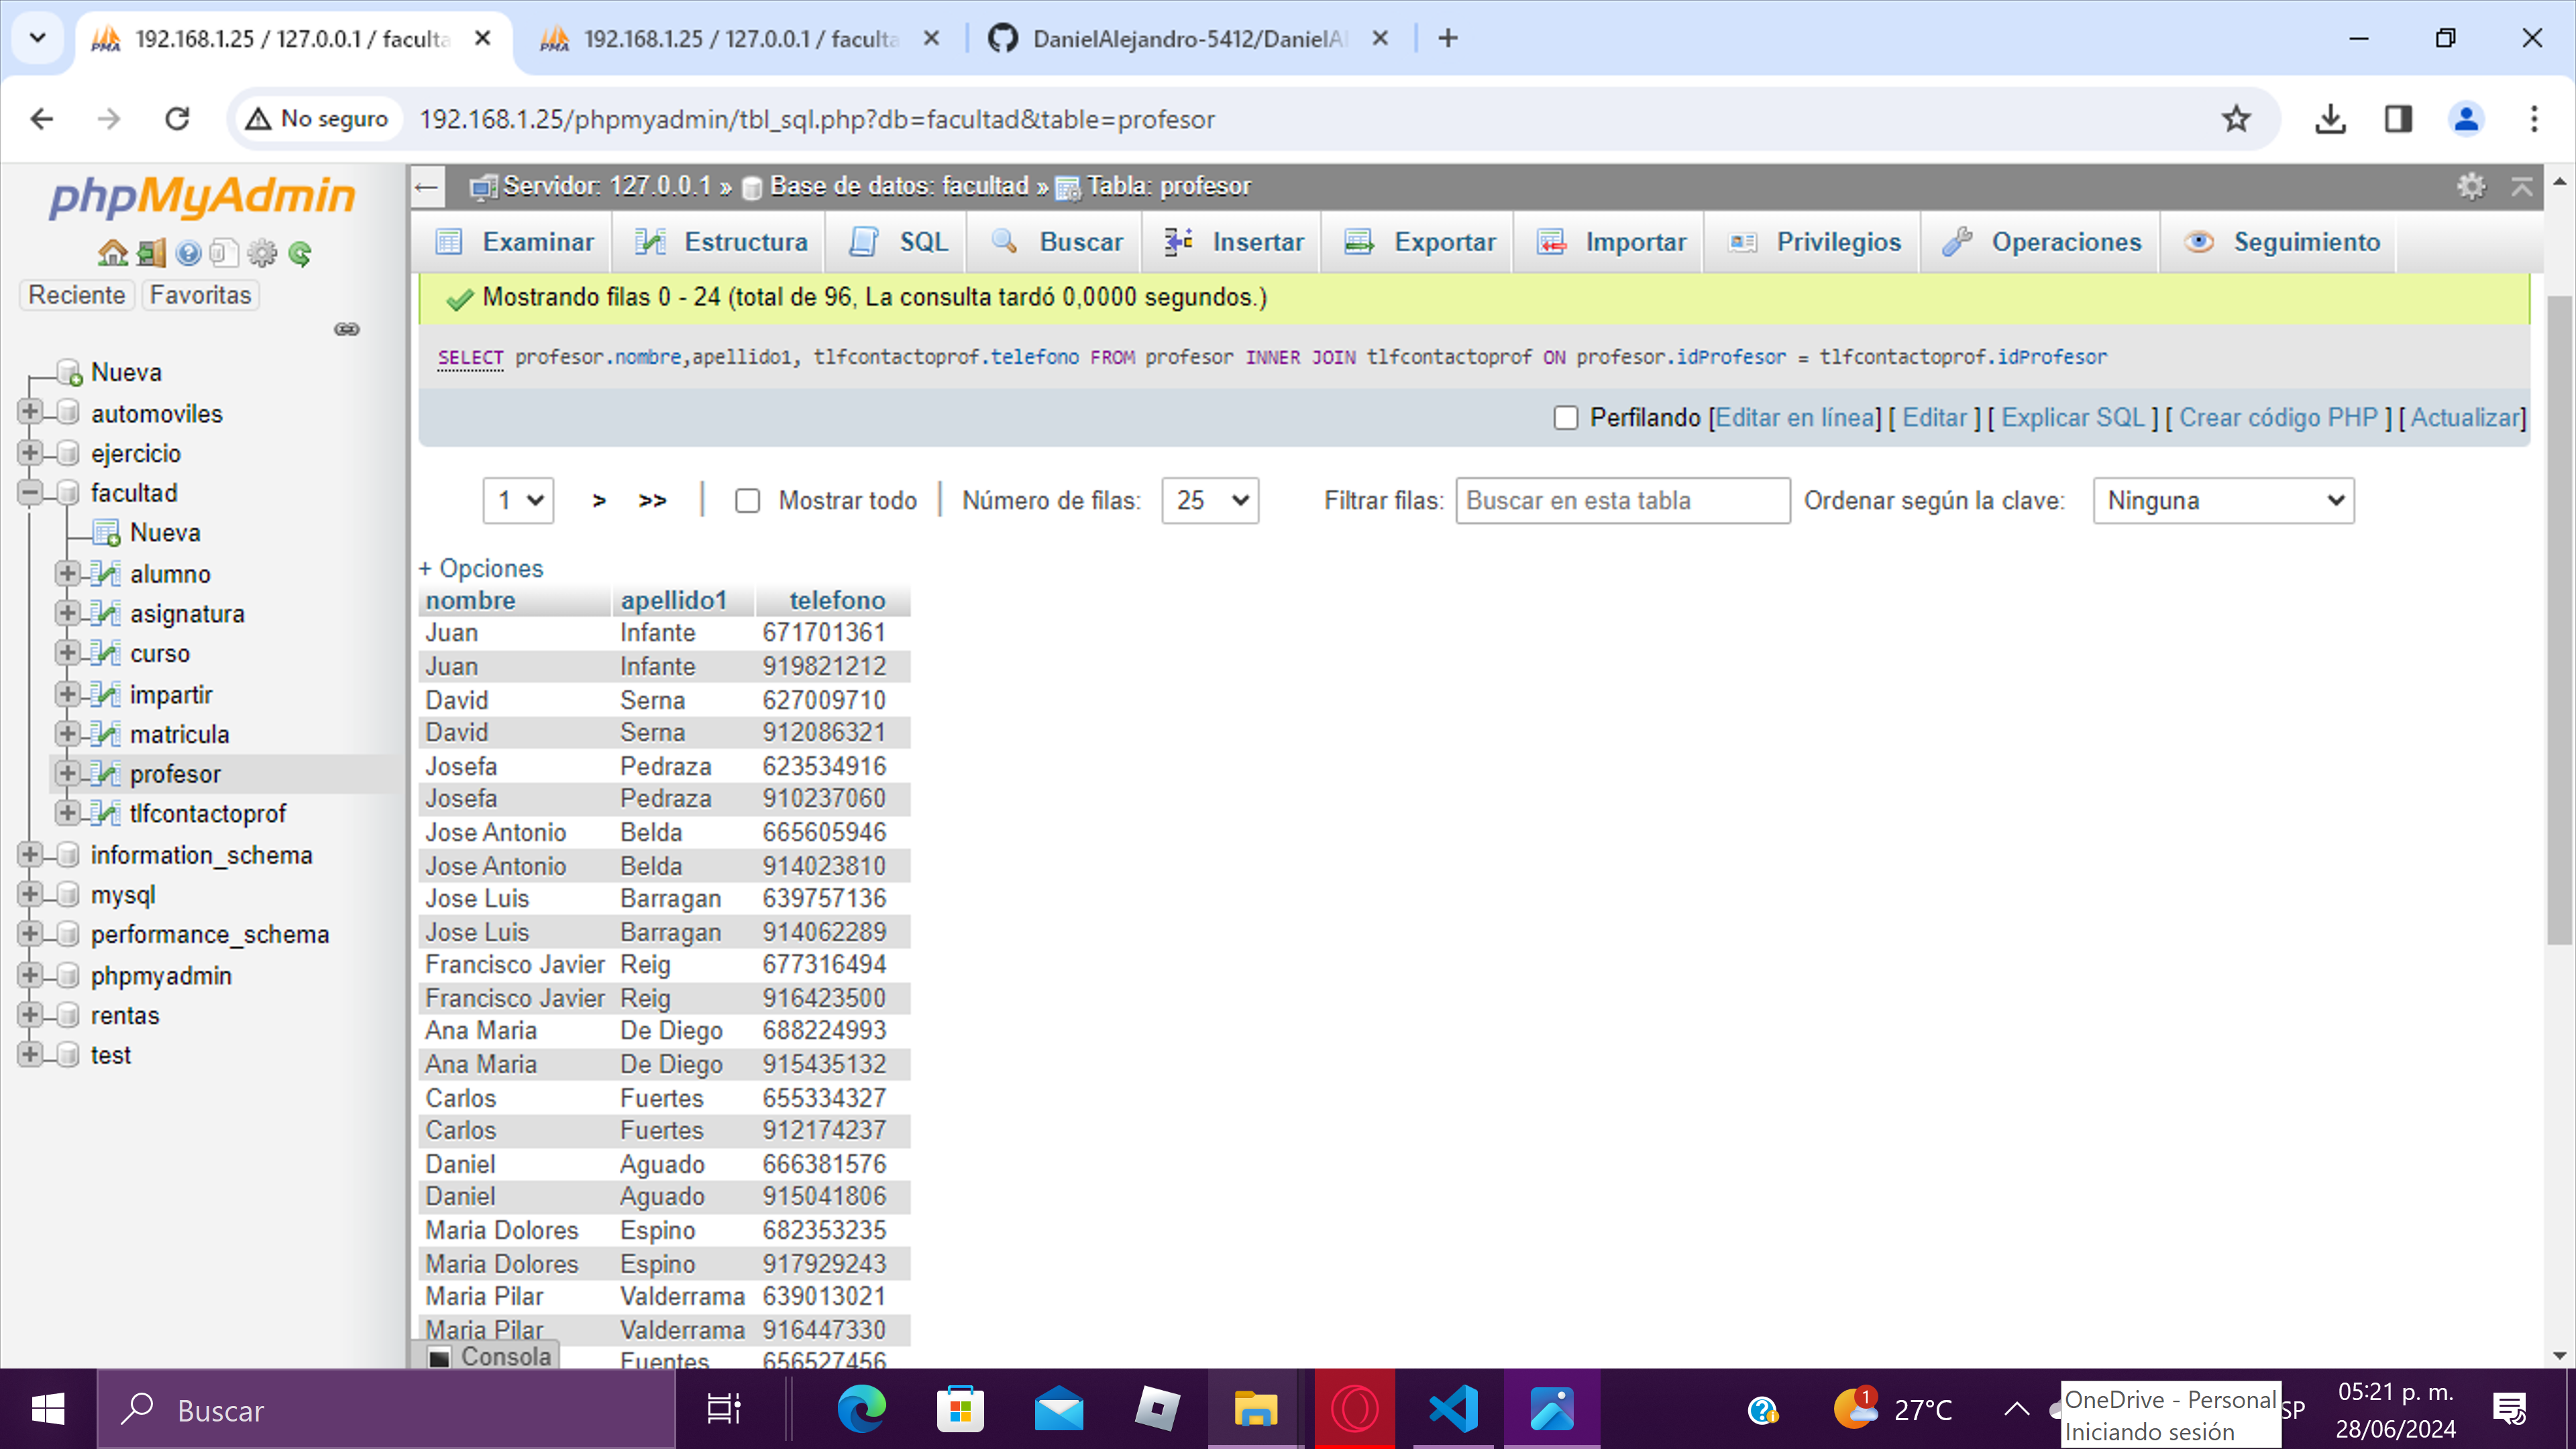 192.168.1.25 / 127.0.0.1 / faculta
192.168.1.25 / 127.0.0.1 / faculta
DanielAlejandro-5412/DanielAl
No seguro
192.168.1.25/phpmyadmin/tbl_sql.php?db=facultad&table=profesor
phpMyAdmin
Reciente Favoritas
Nueva
automoviles
ejercicio
facultad
Nueva
alumno
asignatura
curso
impartir
matricula
profesor
tlfcontactoprof
information_schema
mysql
performance_schema
phpmyadmin
rentas
test
Servidor: 127.0.0.1 » Base de datos: facultad » Tabla: profesor
Examinar Estructura SQL Buscar Insertar Exportar Importar Privilegios Operaciones Seguimiento
Mostrando filas 0 - 24 (total de 96, La consulta tardó 0,0000 segundos.)
SELECT profesor.nombre,apellido1, tlfcontactoprof.telefono FROM profesor INNER JOIN tlfcontactoprof ON profesor.idProfesor = tlfcontactoprof.idProfesor
Perfilando [Editar en línea] [ Editar ] [ Explicar SQL ] [ Crear código PHP ] [ Actualizar]
1 > >> | Mostrar todo | Número de filas: 25 Filtrar filas: Buscar en esta tabla Ordenar según la clave: Ninguna
+ Opciones
nombre apellido1 telefono
Juan Infante 671701361
Juan Infante 919821212
David Serna 627009710
David Serna 912086321
Josefa Pedraza 623534916
Josefa Pedraza 910237060
Jose Antonio Belda 665605946
Jose Antonio Belda 914023810
Jose Luis Barragan 639757136
Jose Luis Barragan 914062289
Francisco Javier Reig 677316494
Francisco Javier Reig 916423500
Ana Maria De Diego 688224993
Ana Maria De Diego 915435132
Carlos Fuertes 655334327
Carlos Fuertes 912174237
Daniel Aguado 666381576
Daniel Aguado 915041806
Maria Dolores Espino 682353235
Maria Dolores Espino 917929243
Maria Pilar Valderrama 639013021
Maria Pilar Valderrama 916447330
Fuentes 656527456
Consola
Buscar
1
27°C
OneDrive - Personal
Iniciando sesión
SP
05:21 p. m.
28/06/2024